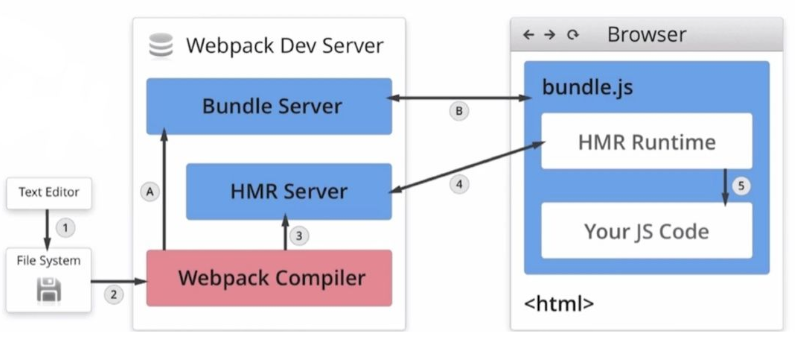 Webpack Dev Server
Bundle Server
HMR Server
Webpack Compiler
Text Editor
File System
Browser
bundle.js
HMR Runtime
Your JS Code
<html>
1
2
3
4
5
A
B